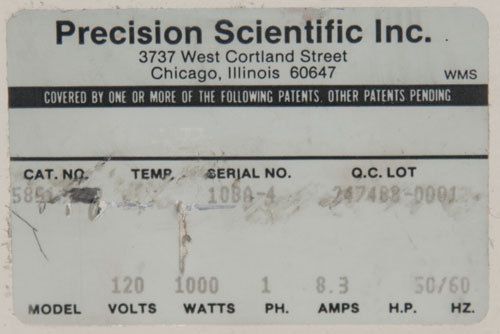 Precision Scientific Inc.
3737 West Cortland Street
Chicago, Illinois 60647
WMS
COVERED BY ONE OR MORE OF THE FOLLOWING PATENTS, OTHER PATENTS PENDING
CAT. NO. TEMP. SERIAL NO. Q.C. LOT
10BA-4
120 1000 1 8.3 50/60
MODEL VOLTS WATTS PH. AMPS H.P. HZ.